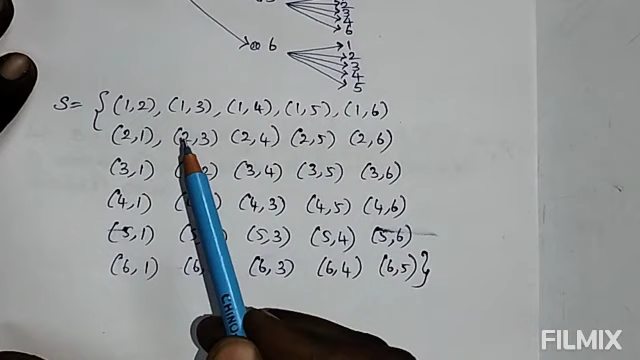 2
3
4
6
6
1
2
3
4
5
S= { (1,2), (1,3), (1,4), (1,5), (1,6)
(2,1), (2,3) (2,4) (2,5) (2,6)
(3,1) (3,4) (3,5) (3,6)
(4,1) (4,3) (4,5) (4,6)
(5,1) (5,3) (5,4) (5,6)
(6,1) (6, (6,3) (6,4) (6,5)}
CHINO
FILMIX